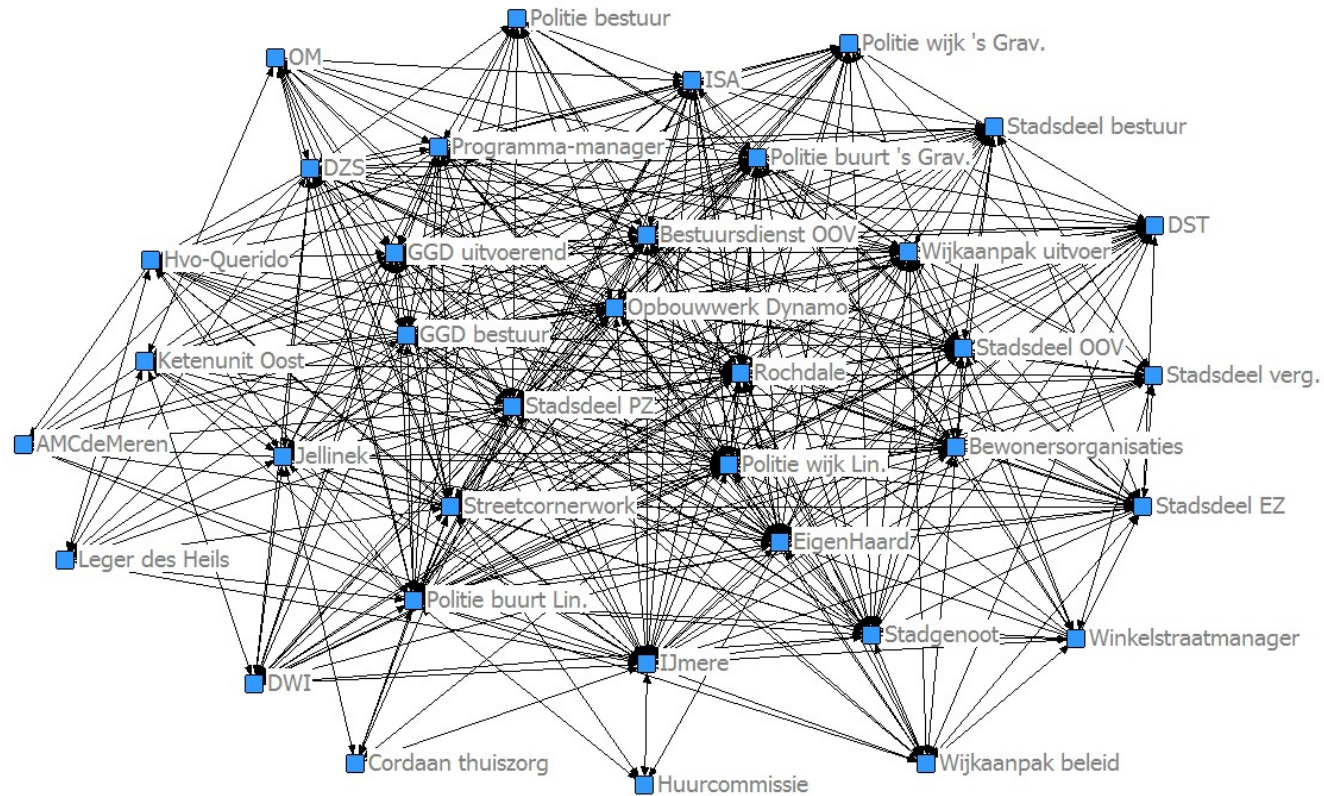 Politie bestuur
Politie wijk 's Grav.
OM
ISA
Stadsdeel bestuur
Programma-manager
Politie buurt 's Grav.
DZS
DST
Bestuursdienst OOV
GGD uitvoerend
Wijkaanpak uitvoer
Hvo-Querido
Opbouwwerk Dynamo
GGD bestuur
Stadsdeel OOV
Ketenunit Oost
Rochdale
Stadsdeel verg.
Stadsdeel PZ
AMCdeMeren
Bewonersorganisaties
Jellinek
Politie wijk Lin.
Streetcornerwork
Stadsdeel EZ
EigenHaard
Leger des Heils
Politie buurt Lin.
Stadgenoot
Winkelstraatmanager
IJmere
DWI
Cordaan thuiszorg
Wijkaanpak beleid
Huurcommissie